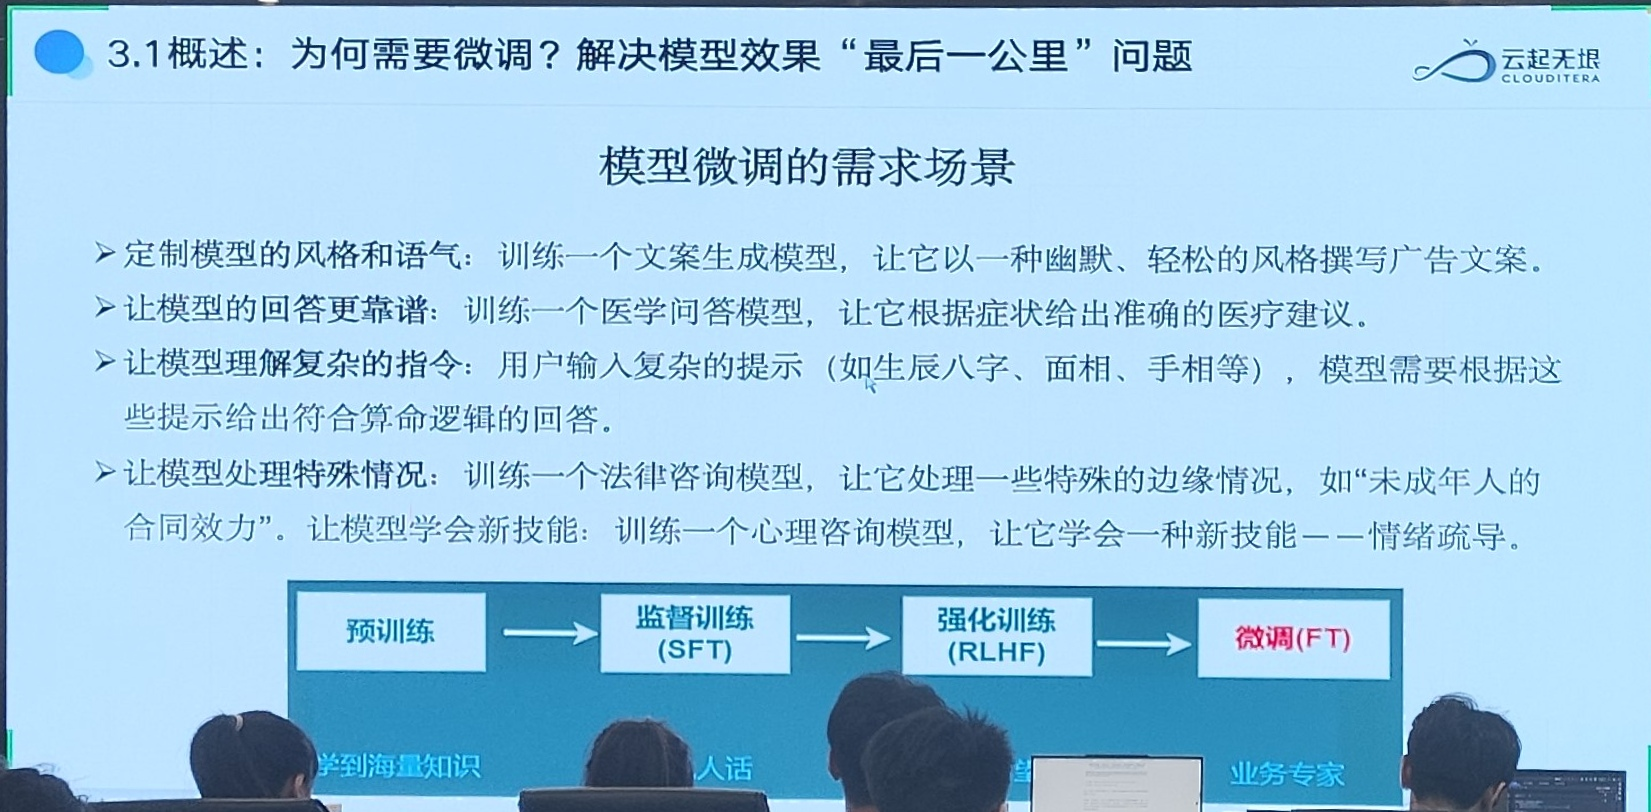 3.1概述：为何需要微调？解决模型效果“最后一公里”问题
云起无垠
CLOUDITERA
模型微调的需求场景
➢定制模型的风格和语气：训练一个文案生成模型，让它以一种幽默、轻松的风格撰写广告文案。
➢让模型的回答更靠谱：训练一个医学问答模型，让它根据症状给出准确的医疗建议。
➢让模型理解复杂的指令：用户输入复杂的提示（如生辰八字、面相、手相等），模型需要根据这
些提示给出符合算命逻辑的回答。
➢让模型处理特殊情况：训练一个法律咨询模型，让它处理一些特殊的边缘情况，如“未成年人的
合同效力”。让模型学会新技能：训练一个心理咨询模型，让它学会一种新技能——情绪疏导。
预训练
监督训练
(SFT)
强化训练
(RLHF)
微调(FT)
学到海量知识
人话
业务专家